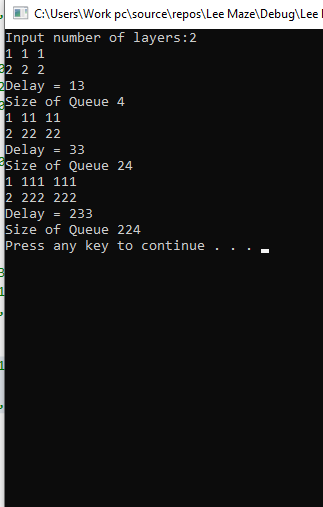 C:\Users\Work pc\source\repos\Lee Maze\Debug\Lee
Input number of layers:2
1 1 1
2 2 2
Delay = 13
Size of Queue 4
1 11 11
2 22 22
Delay = 33
Size of Queue 24
1 111 111
2 222 222
Delay = 233
Size of Queue 224
Press any key to continue . . .